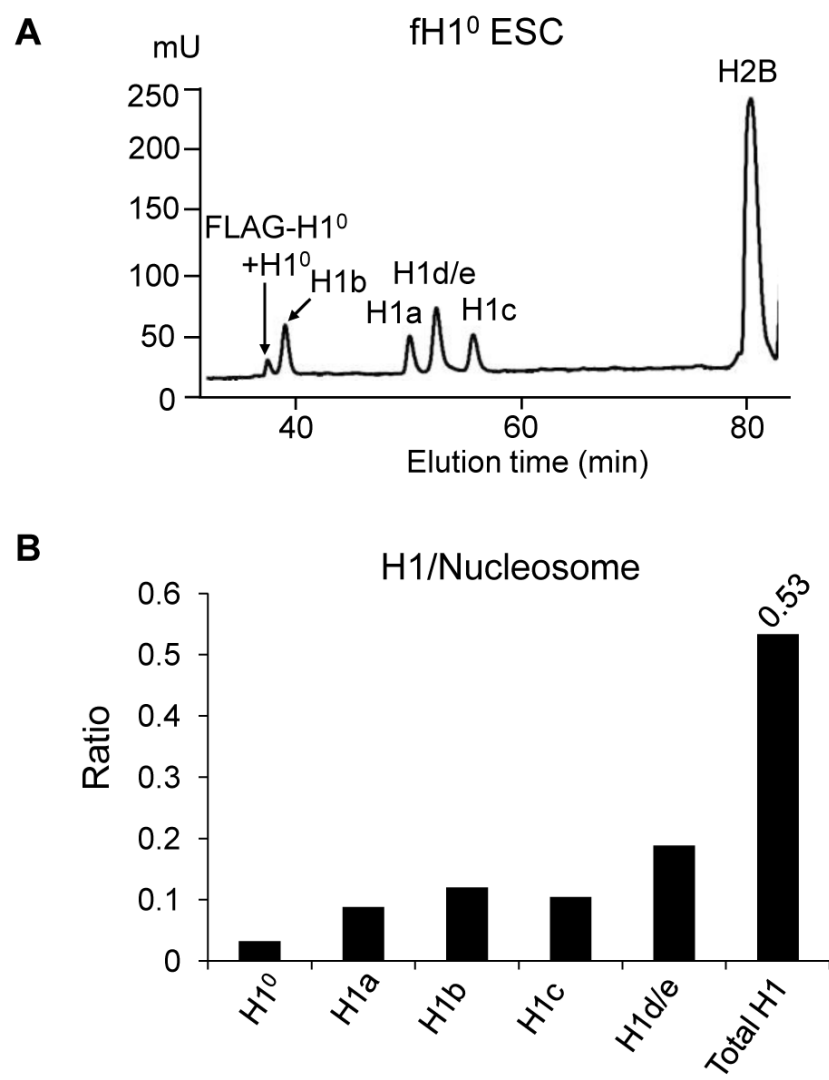 A
fH1⁰ ESC
mU
H2B
250
200
150
100
50
0
FLAG-H1⁰
+H1⁰
H1b
H1a
H1d/e
H1c
40
60
80
Elution time (min)
B
H1/Nucleosome
0.53
0.6
0.5
0.4
0.3
0.2
0.1
0
Ratio
H1⁰
H1a
H1b
H1c
H1d/e
Total H1